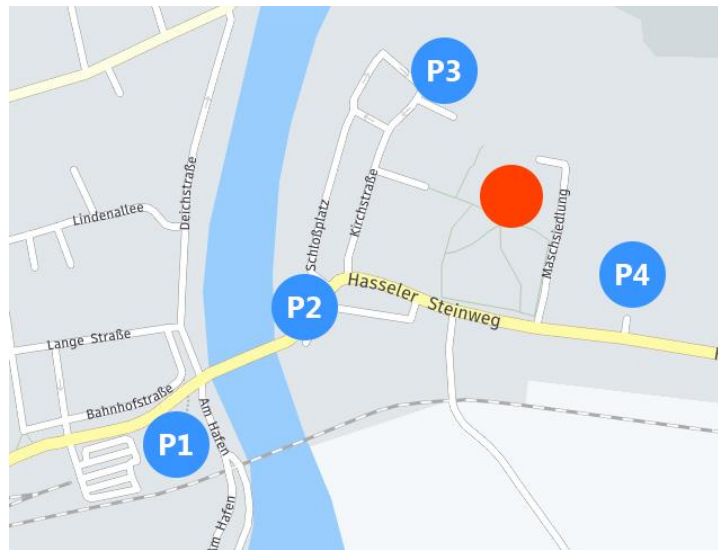 P3
Deichstraße
Lindenallee
Schloßplatz
Kirchstraße
Maschsiedlung
P4
P2
Hasseler Steinweg
Lange Straße
Bahnhofstraße
P1
Am Hafen
Am Hafen